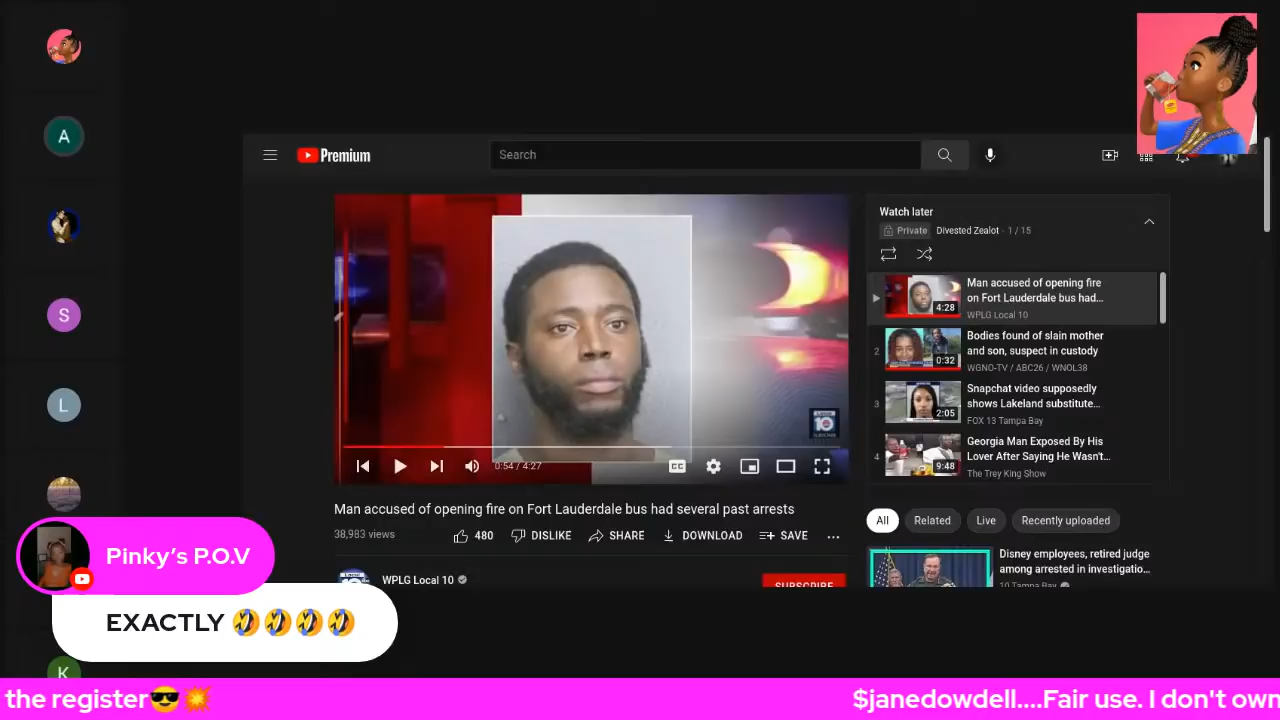 Premium
Search
Watch later
Private Divested Zealot - 1 / 15
Man accused of opening fire
on Fort Lauderdale bus had…
WPLG Local 10
4:28
2
Bodies found of slain mother
and son, suspect in custody
WGNO-TV / ABC26 / WNOL38
0:32
3
Snapchat video supposedly
shows Lakeland substitute…
FOX 13 Tampa Bay
2:05
4
Georgia Man Exposed By His
Lover After Saying He Wasn't…
The Trey King Show
9:48
10
0:54 / 4:27
CC
Man accused of opening fire on Fort Lauderdale bus had several past arrests
38,983 views
480 DISLIKE SHARE DOWNLOAD SAVE
All Related Live Recently uploaded
Disney employees, retired judge
among arrested in investigatio…
10 Tampa Bay
WPLG Local 10
SUBSCRIBE
A
S
L
K
Pinky's P.O.V
EXACTLY 🤣🤣🤣🤣
the register😎💥 $janedowdell....Fair use. I don't own